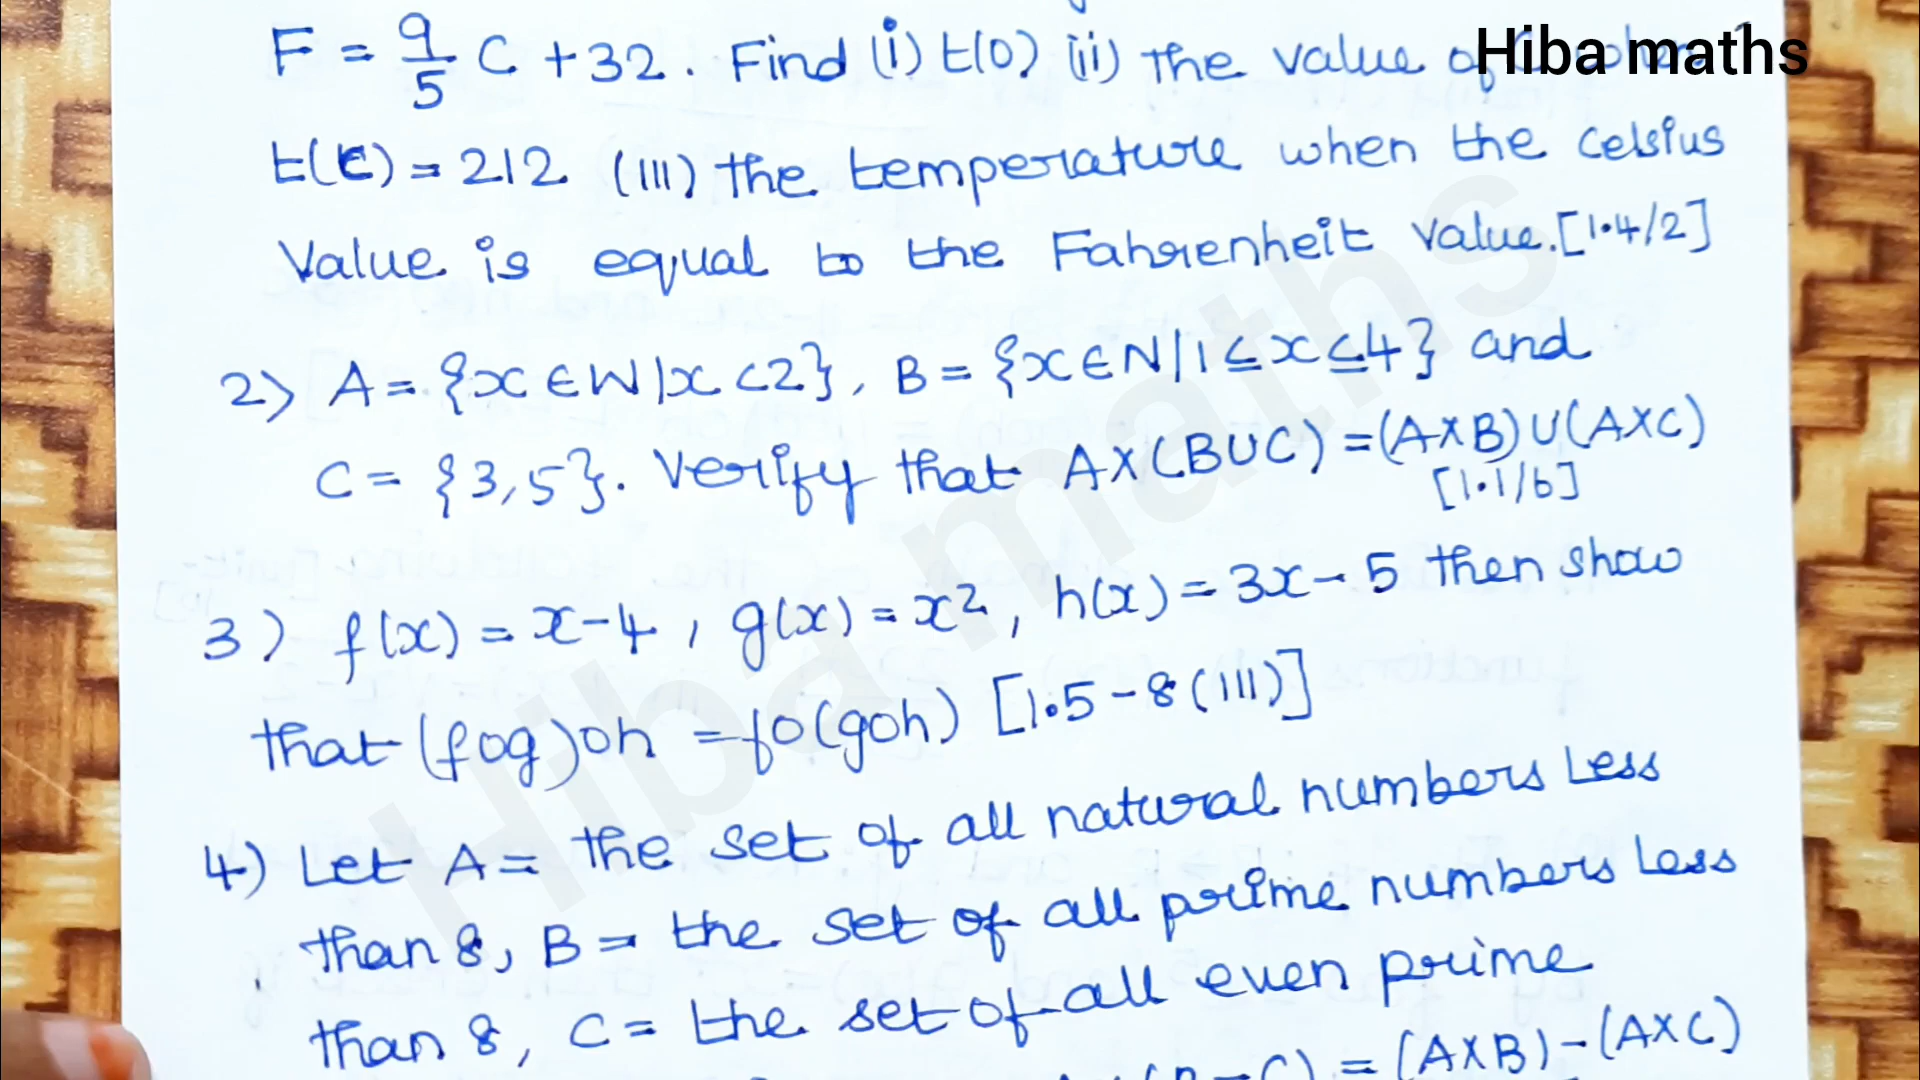 F = 9/5 C + 32. Find (i) t(0) (ii) the value of
Hiba maths
t(C) = 212 (iii) the temperature when the celsius
Value is equal to the Fahrenheit value. [1.4/2]
2) A = {x ∈ W | x < 2}, B = {x ∈ N | 1 ≤ x ≤ 4} and
C = {3, 5}. Verify that A X (B U C) = (A X B) U (A X C)
[1.1/6]
3) f(x) = x - 4, g(x) = x², h(x) = 3x - 5 then show
that (fog)oh = fo(goh) [1.5 - 8 (iii)]
4) Let A = the set of all natural numbers Less
than 8, B = the set of all prime numbers Less
than 8, C = the set of all even prime
= (A X B) - (A X C)
Hiba maths